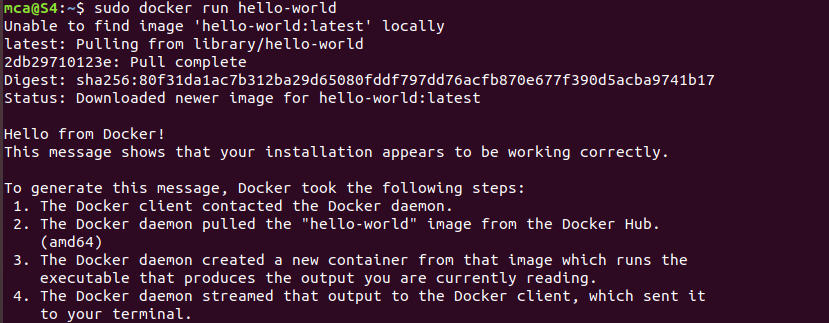 mca@S4:~$ sudo docker run hello-world
Unable to find image 'hello-world:latest' locally
latest: Pulling from library/hello-world
2db29710123e: Pull complete
Digest: sha256:80f31da1ac7b312ba29d65080fddf797dd76acfb870e677f390d5acba9741b17
Status: Downloaded newer image for hello-world:latest
Hello from Docker!
This message shows that your installation appears to be working correctly.
To generate this message, Docker took the following steps:
1. The Docker client contacted the Docker daemon.
2. The Docker daemon pulled the "hello-world" image from the Docker Hub.
(amd64)
3. The Docker daemon created a new container from that image which runs the
executable that produces the output you are currently reading.
4. The Docker daemon streamed that output to the Docker client, which sent it
to your terminal.